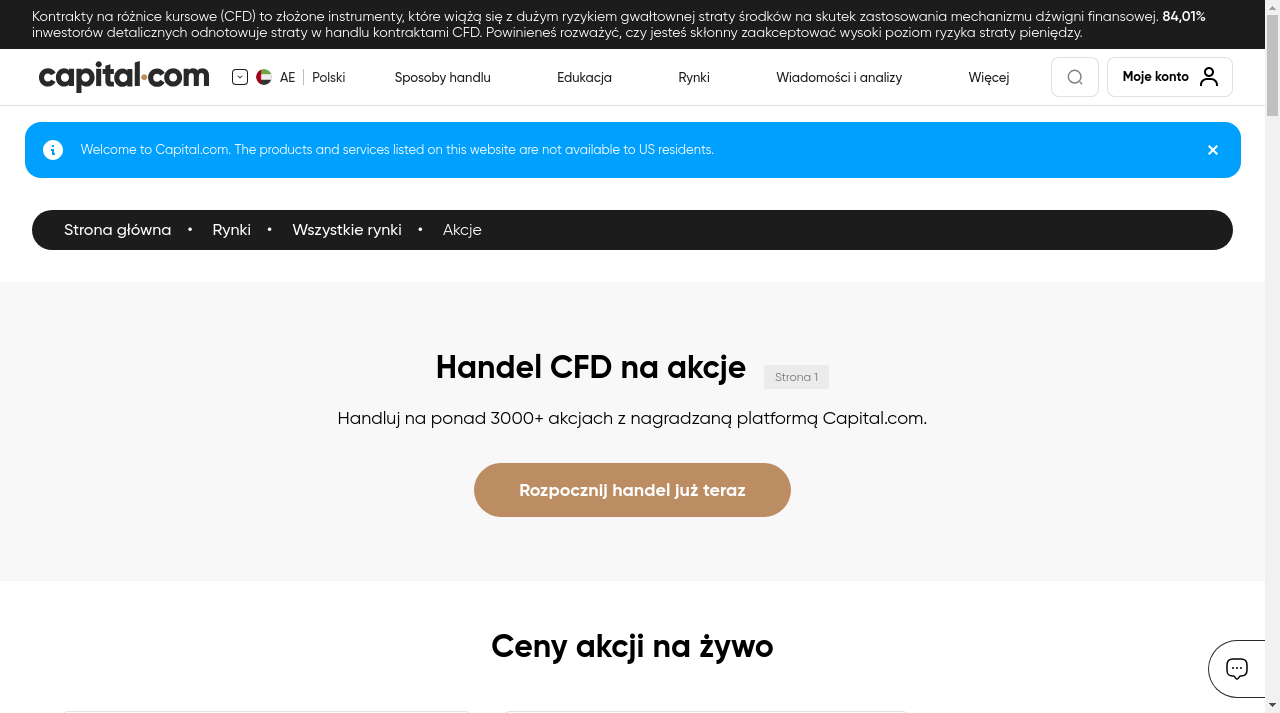 Kontrakty na różnice kursowe (CFD) to złożone instrumenty, które wiążą się z dużym ryzykiem gwałtownej straty środków na skutek zastosowania mechanizmu dźwigni finansowej. 84,01%
inwestorów detalicznych odnotowuje straty w handlu kontraktami CFD. Powinieneś rozważyć, czy jesteś skłonny zaakceptować wysoki poziom ryzyka straty pieniędzy.
capital.com AE Polski Sposoby handlu Edukacja Rynki Wiadomości i analizy Więcej Moje konto
Welcome to Capital.com. The products and services listed on this website are not available to US residents.
Strona główna • Rynki • Wszystkie rynki • Akcje
Handel CFD na akcje Strona 1
Handluj na ponad 3000+ akcjach z nagradzaną platformą Capital.com.
Rozpocznij handel już teraz
Ceny akcji na żywo